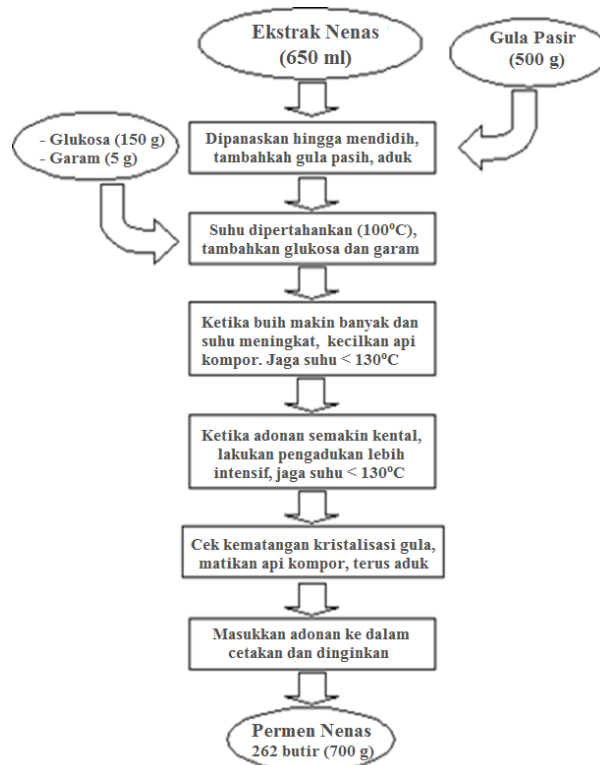 Ekstrak Nenas
(650 ml)
Gula Pasir
(500 g)
Dipanaskan hingga mendidih,
tambahkah gula pasih, aduk
- Glukosa (150 g)
- Garam (5 g)
Suhu dipertahankan (100⁰C),
tambahkan glukosa dan garam
Ketika buih makin banyak dan
suhu meningkat, kecilkan api
kompor. Jaga suhu < 130⁰C
Ketika adonan semakin kental,
lakukan pengadukan lebih
intensif, jaga suhu < 130⁰C
Cek kematangan kristalisasi gula,
matikan api kompor, terus aduk
Masukkan adonan ke dalam
cetakan dan dinginkan
Permen Nenas
262 butir (700 g)